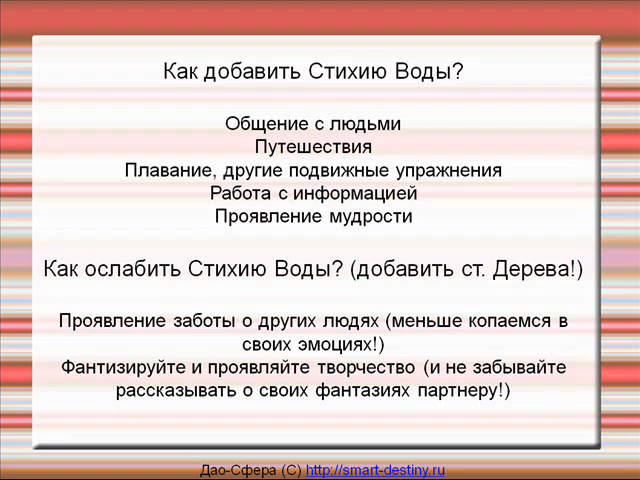 Как добавить Стихию Воды?
Общение с людьми
Путешествия
Плавание, другие подвижные упражнения
Работа с информацией
Проявление мудрости
Как ослабить Стихию Воды? (добавить ст. Дерева!)
Проявление заботы о других людях (меньше копаемся в
своих эмоциях!)
Фантизируйте и проявляйте творчество (и не забывайте
рассказывать о своих фантазиях партнеру!)
Дао-Сфера (С) http://smart-destiny.ru